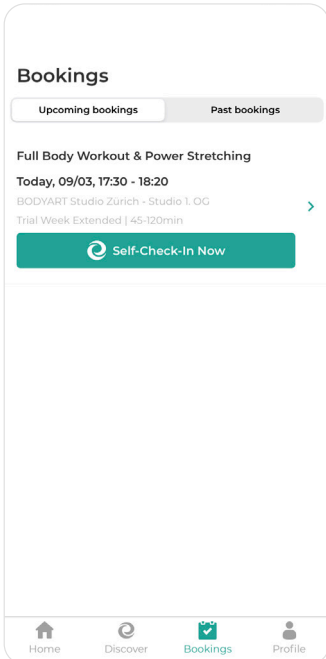 Bookings
Upcoming bookings
Past bookings
Full Body Workout & Power Stretching
Today, 09/03, 17:30 - 18:20
BODYART Studio Zürich - Studio 1. OG
Trial Week Extended | 45-120min
Self-Check-In Now
Home
Discover
Bookings
Profile